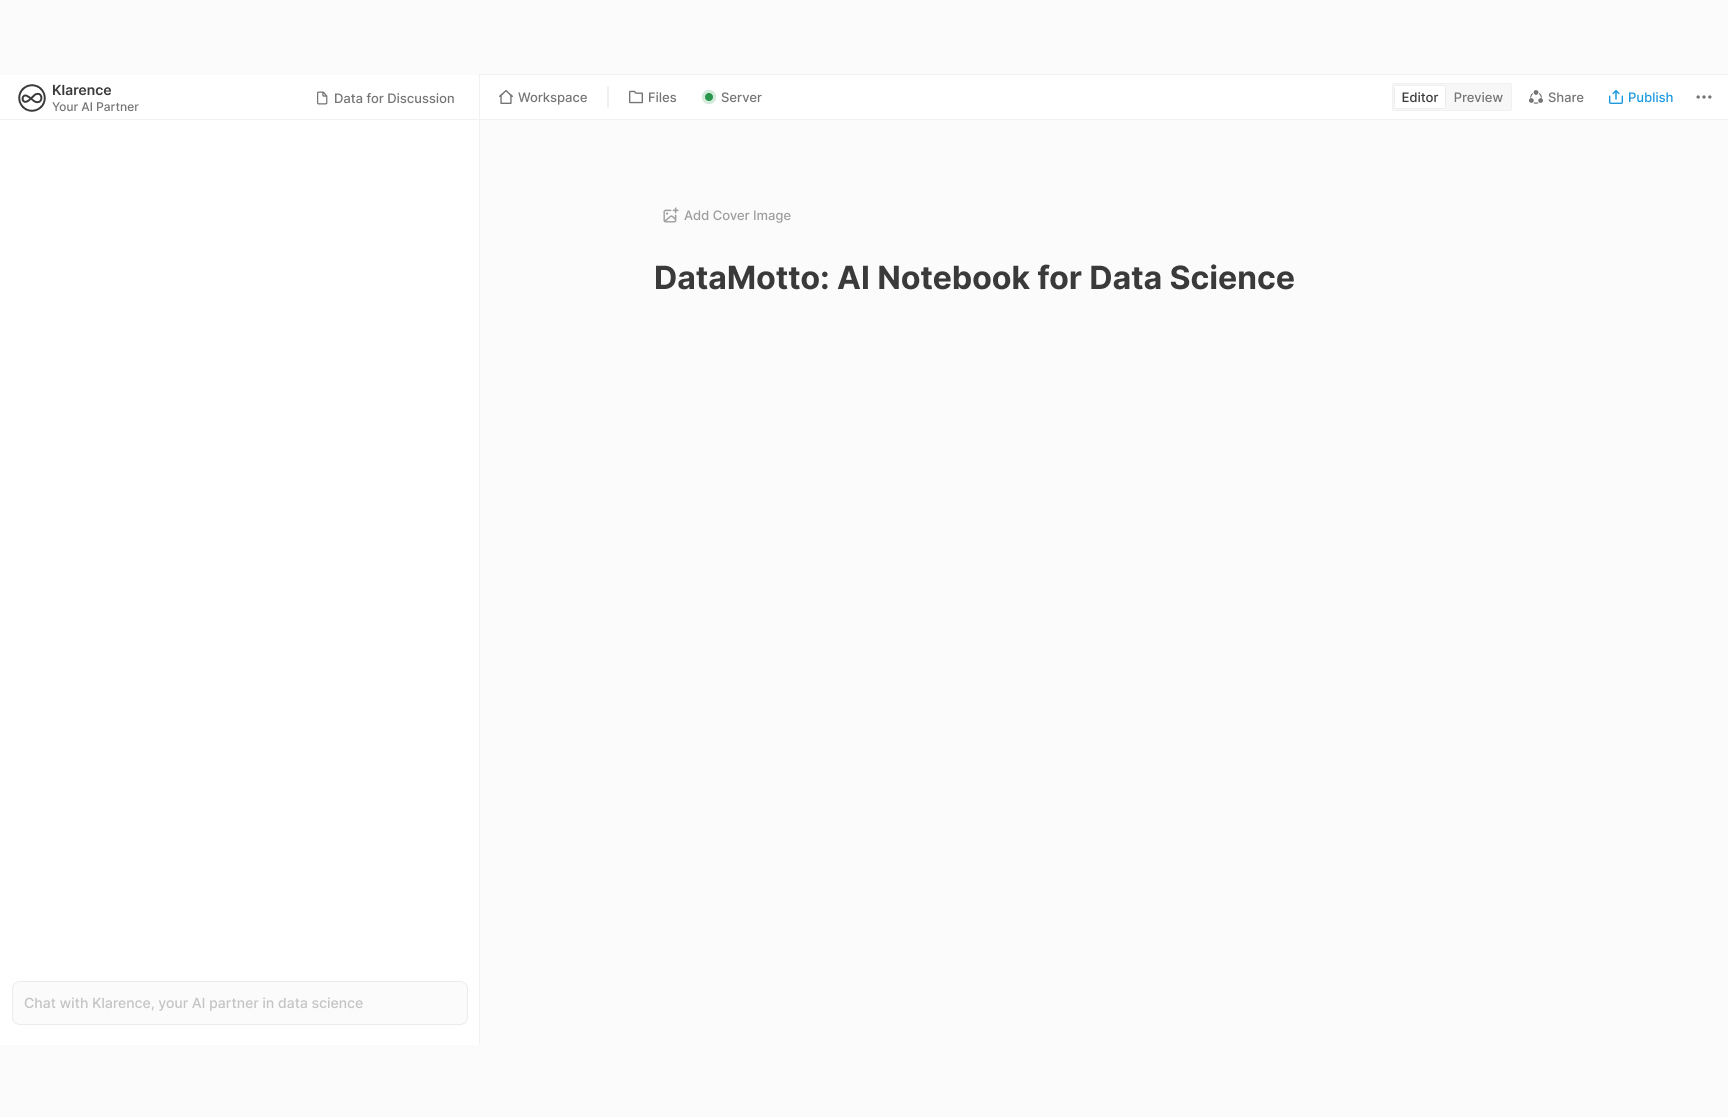 Klarence
Your AI Partner
Data for Discussion
Workspace
Files
Server
Editor
Preview
Share
Publish
Add Cover Image
DataMotto: AI Notebook for Data Science
Chat with Klarence, your AI partner in data science